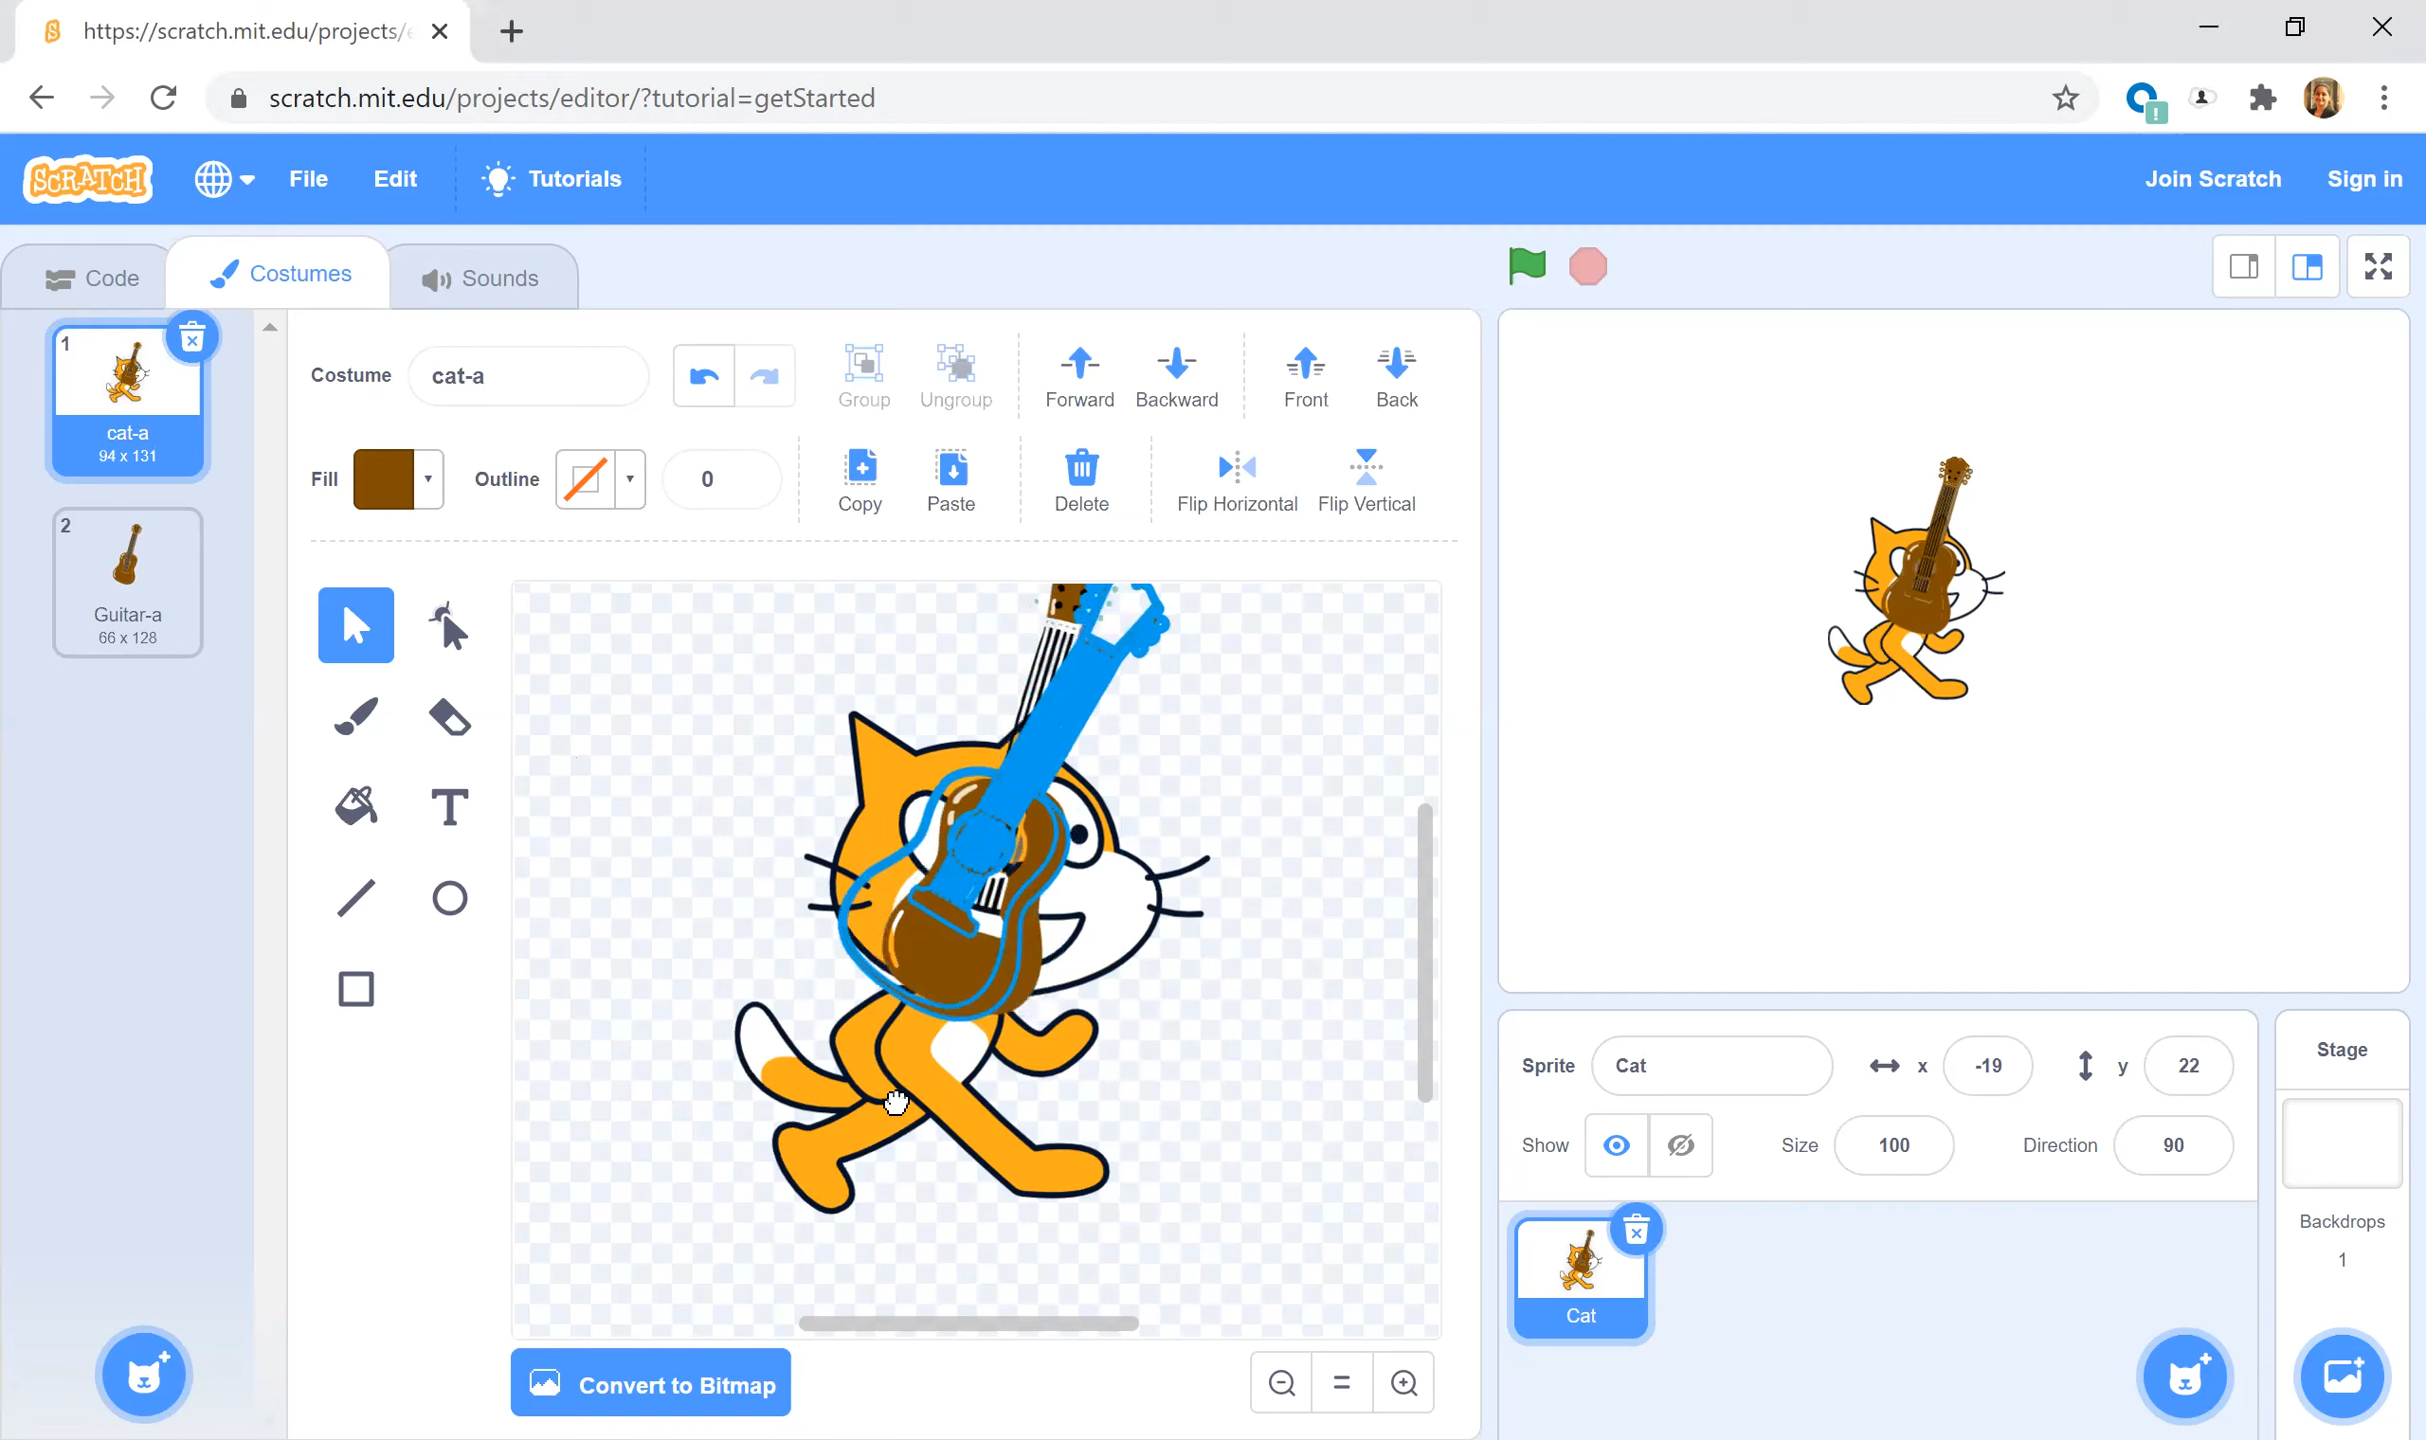 https://scratch.mit.edu/projects/
scratch.mit.edu/projects/editor/?tutorial=getStarted
SCRATCH File Edit Tutorials Join Scratch Sign in
Code Costumes Sounds
1
cat-a
94 x 131
2
Guitar-a
66 x 128
Costume cat-a Group Ungroup Forward Backward Front Back
Fill Outline 0 Copy Paste Delete Flip Horizontal Flip Vertical
T
Convert to Bitmap
Sprite Cat x -19 y 22
Show Size 100 Direction 90
Cat
Stage
Backdrops
1